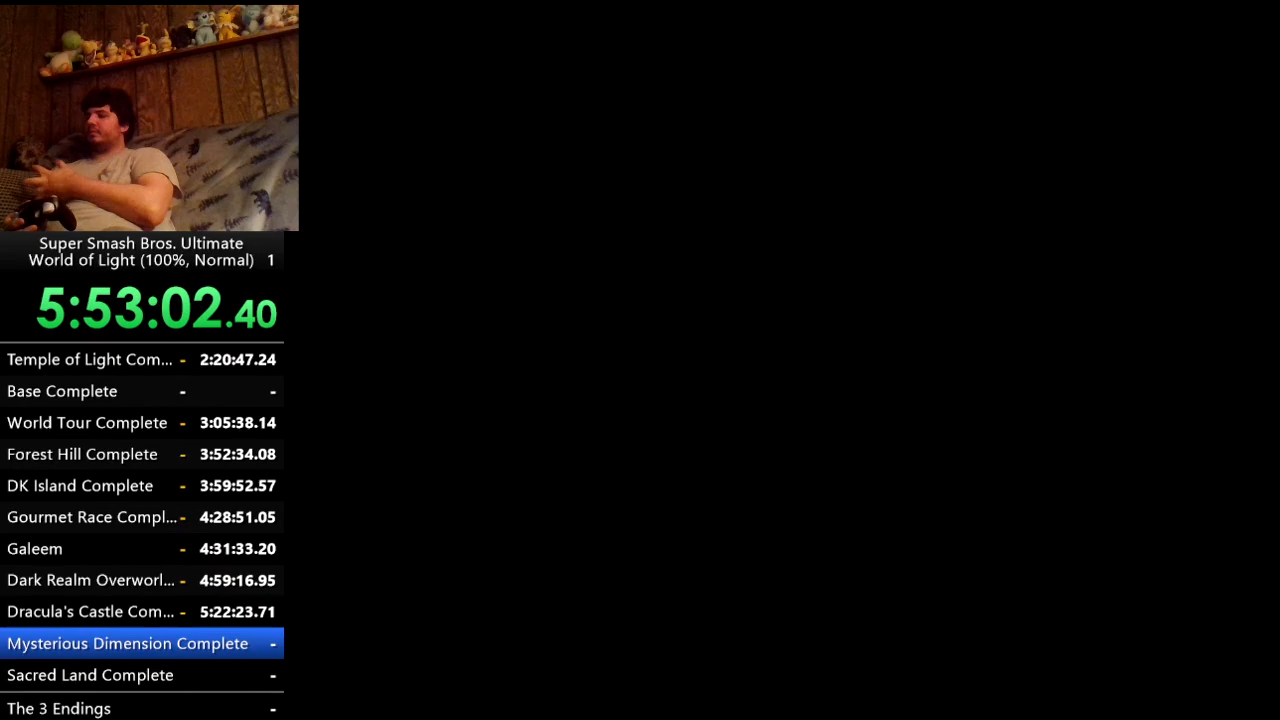 Super Smash Bros. Ultimate
World of Light (100%, Normal) 1
5:53:02.40
Temple of Light Com... - 2:20:47.24
Base Complete - -
World Tour Complete - 3:05:38.14
Forest Hill Complete - 3:52:34.08
DK Island Complete - 3:59:52.57
Gourmet Race Compl... - 4:28:51.05
Galeem - 4:31:33.20
Dark Realm Overworl... - 4:59:16.95
Dracula's Castle Com... - 5:22:23.71
Mysterious Dimension Complete -
Sacred Land Complete -
The 3 Endings -